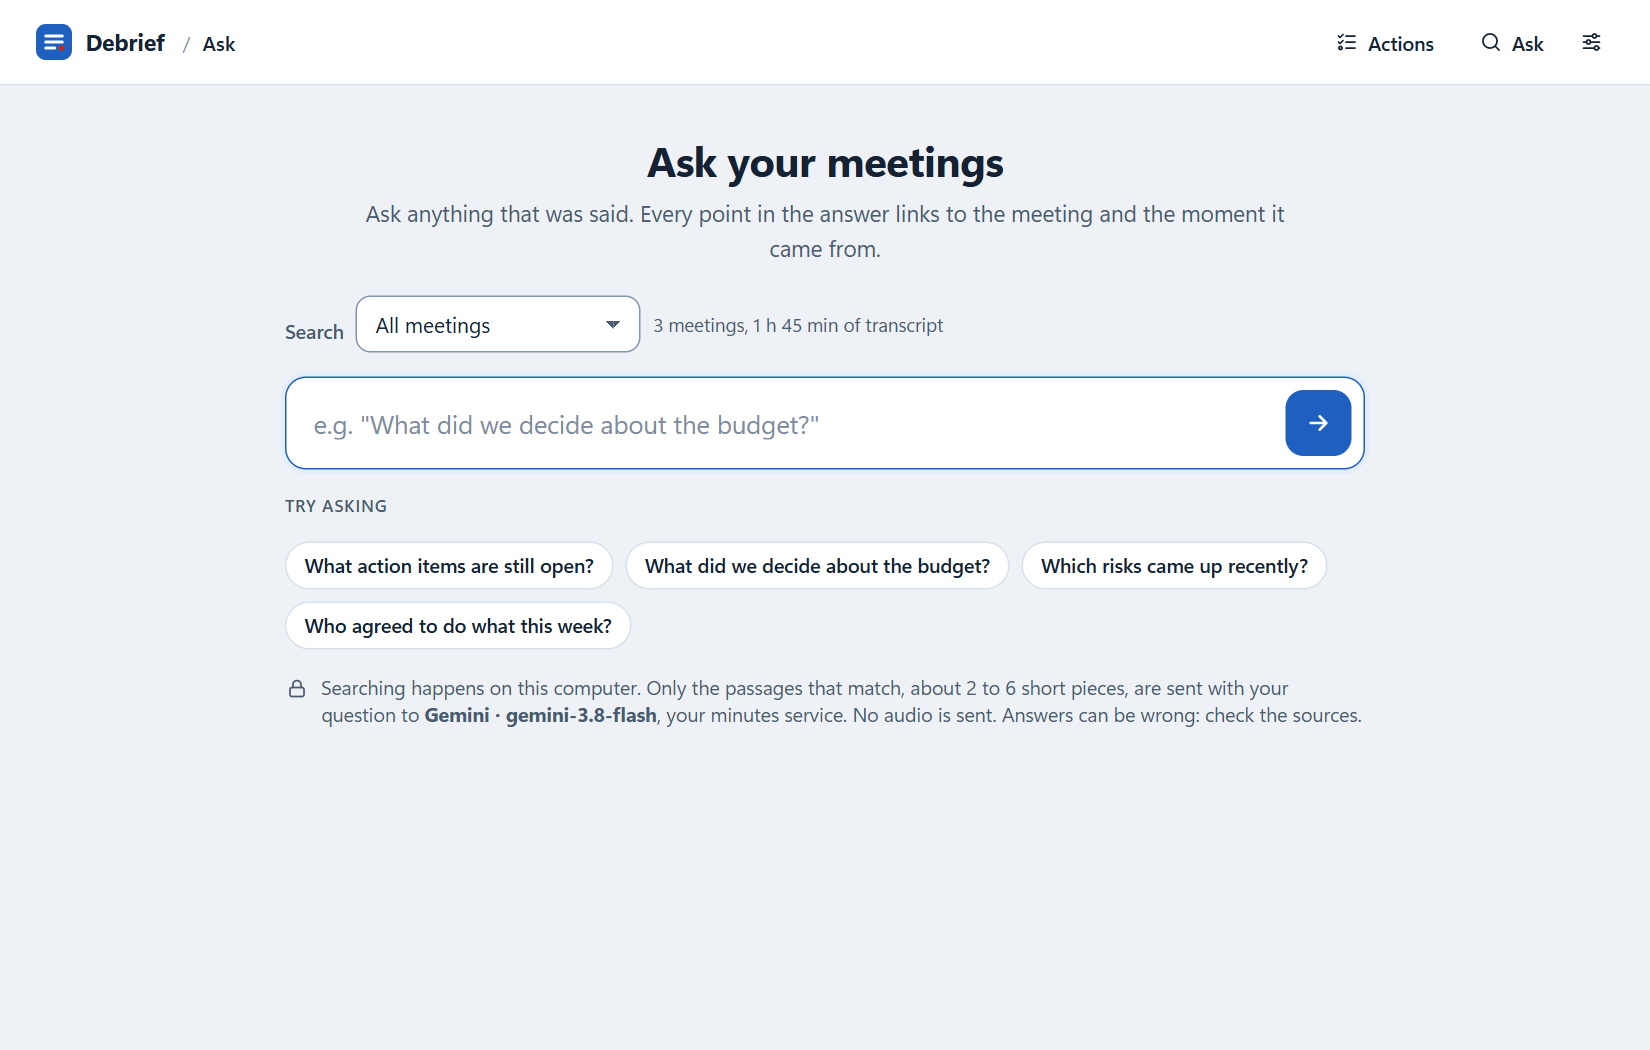 Debrief / Ask
Actions
Ask
Ask your meetings
Ask anything that was said. Every point in the answer links to the meeting and the moment it
came from.
Search
All meetings
3 meetings, 1 h 45 min of transcript
e.g. "What did we decide about the budget?"
TRY ASKING
What action items are still open?
What did we decide about the budget?
Which risks came up recently?
Who agreed to do what this week?
Searching happens on this computer. Only the passages that match, about 2 to 6 short pieces, are sent with your
question to Gemini · gemini-3.8-flash, your minutes service. No audio is sent. Answers can be wrong: check the sources.